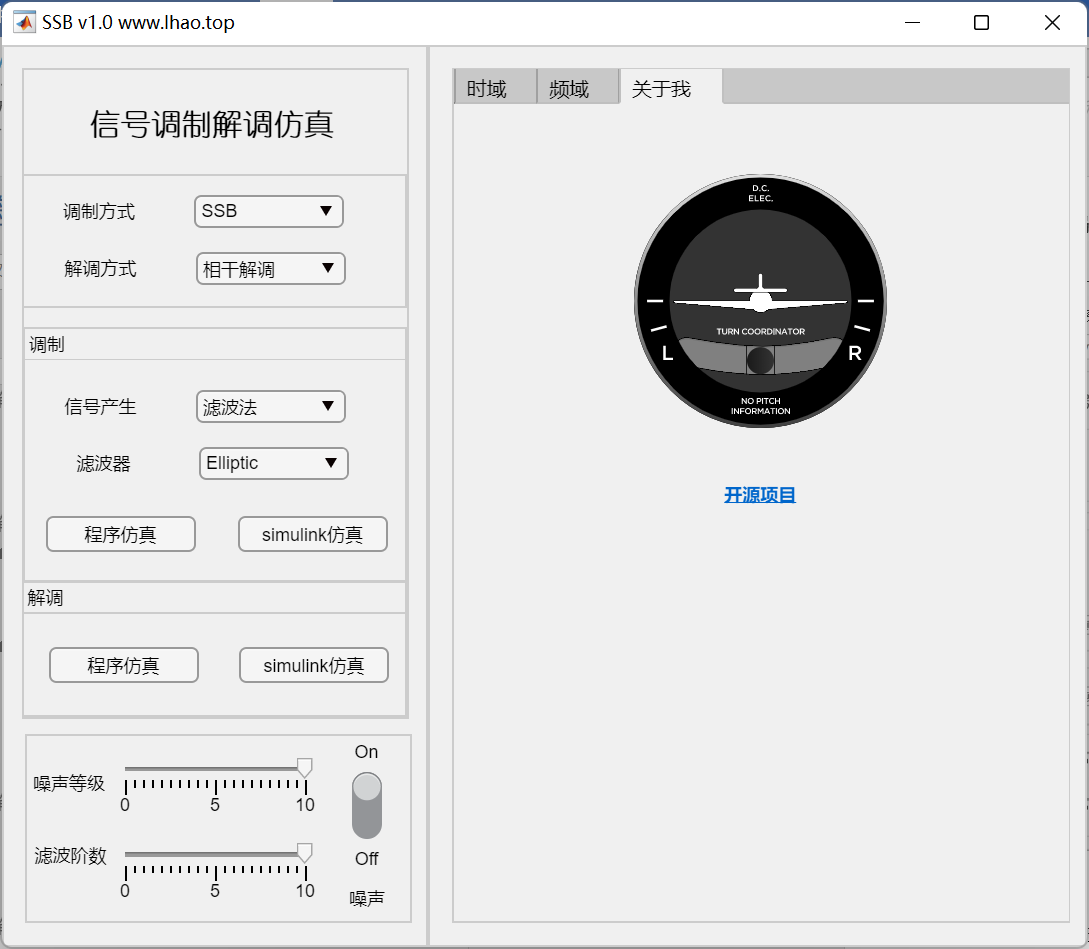 SSB v1.0 www.lhao.top
信号调制解调仿真
调制方式
SSB
解调方式
相干解调
调制
信号产生
滤波法
滤波器
Elliptic
程序仿真
simulink仿真
解调
程序仿真
simulink仿真
噪声等级
0 5 10
滤波阶数
0 5 10
On
Off
噪声
时域 频域 关于我
D.C.
ELEC.
TURN COORDINATOR
L R
NO PITCH
INFORMATION
开源项目